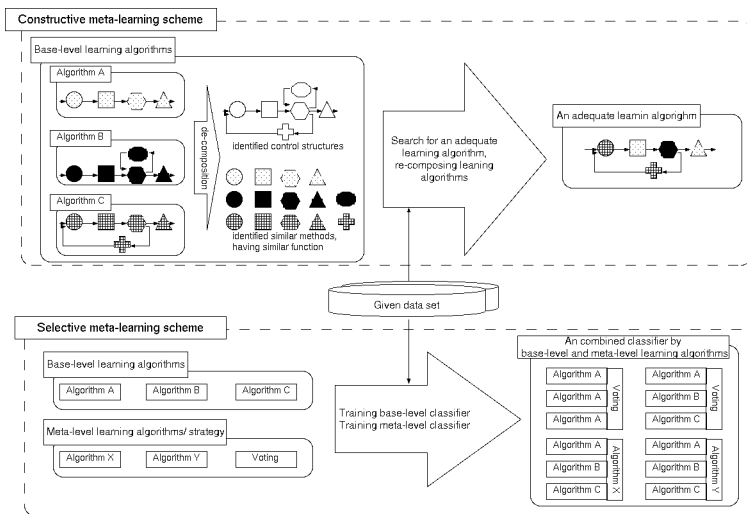 Constructive meta-learning scheme
Base-level learning algorithms
Algorithm A
Algorithm B
Algorithm C
de-composition
identified control structures
identified similar methods,
having similar function
Search for an adequate
learning algorithm,
re-composing leaning
algorithms
An adequate learnin algorighm
Given data set
Selective meta-learning scheme
Base-level learning algorithms
Algorithm A
Algorithm B
Algorithm C
Meta-level learning algorithms/ strategy
Algorithm X
Algorithm Y
Voting
Training base-level classifier
Training meta-level classifier
An combined classifier by
base-level and meta-level learning algorithms
Algorithm A
Algorithm A
Algorithm A
Voting
Algorithm A
Algorithm B
Algorithm C
Voting
Algorithm A
Algorithm B
Algorithm C
Algorithm X
Algorithm A
Algorithm B
Algorithm C
Algorithm Y